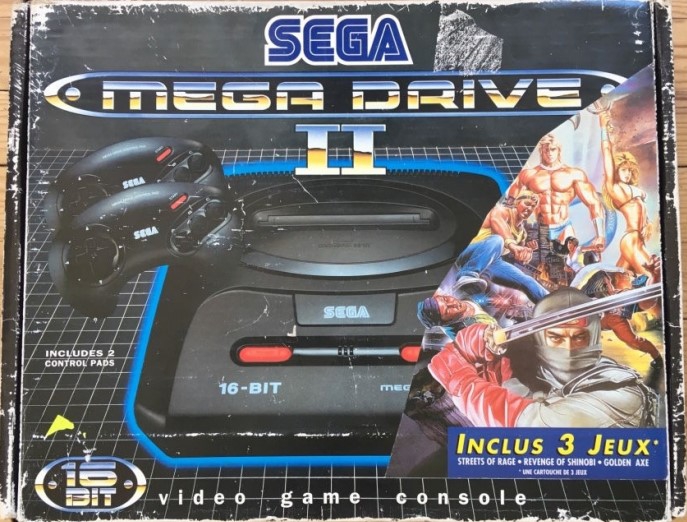 SEGA
MEGA DRIVE
II
SEGA
SEGA
SEGA
INCLUDES 2
CONTROL PADS
16-BIT
INCLUS 3 JEUX*
STREETS OF RAGE • REVENGE OF SHINOBI • GOLDEN AXE
* UNE CARTOUCHE DE 3 JEUX
16
BIT
video game console